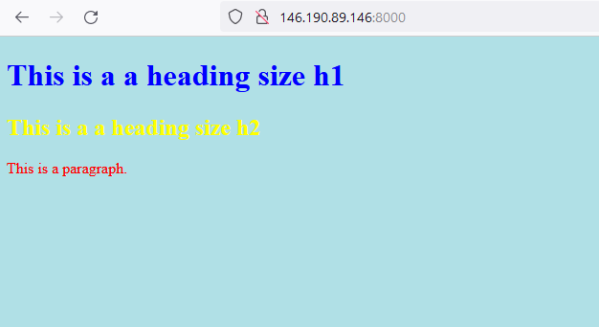 146.190.89.146:8000
This is a a heading size h1
This is a a heading size h2
This is a paragraph.